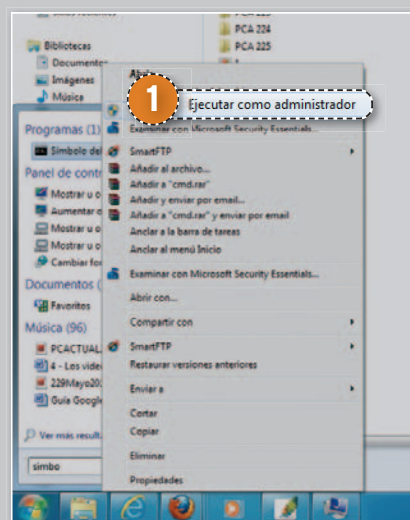 PCA 224
PCA 225
Bibliotecas
Documentos
Imágenes
Música
Abrir
1
Ejecutar como administrador
Examinar con Microsoft Security Essentials...
SmartFTP
Añadir al archivo...
Añadir a "cmd.rar"
Añadir y enviar por email...
Añadir a "cmd.rar" y enviar por email
Anclar a la barra de tareas
Anclar al menú Inicio
Examinar con Microsoft Security Essentials...
Abrir con...
Compartir con
SmartFTP
Restaurar versiones anteriores
Enviar a
Cortar
Copiar
Eliminar
Propiedades
Programas (1)
Símbolo del
Panel de contr
Mostrar u o
Aumentar o
Mostrar u o
Mostrar u o
Cambiar for
Documentos (
Favoritos
Música (96)
PCACTUAL
4 - Los vide
229Mayo20
Guía Google
Ver más result
simbo